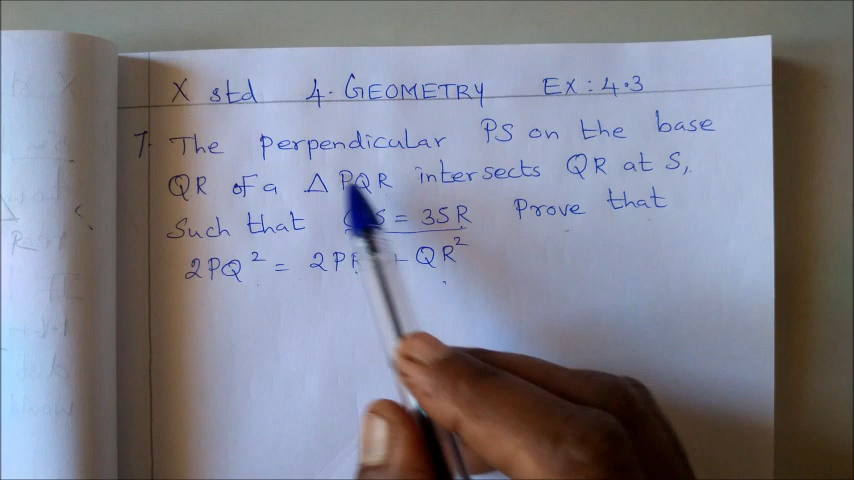 X std 4. GEOMETRY Ex: 4.3
7. The perpendicular PS on the base
QR of a Δ PQR intersects QR at S,
Such that = 3SR Prove that
2PQ² = 2P QR²